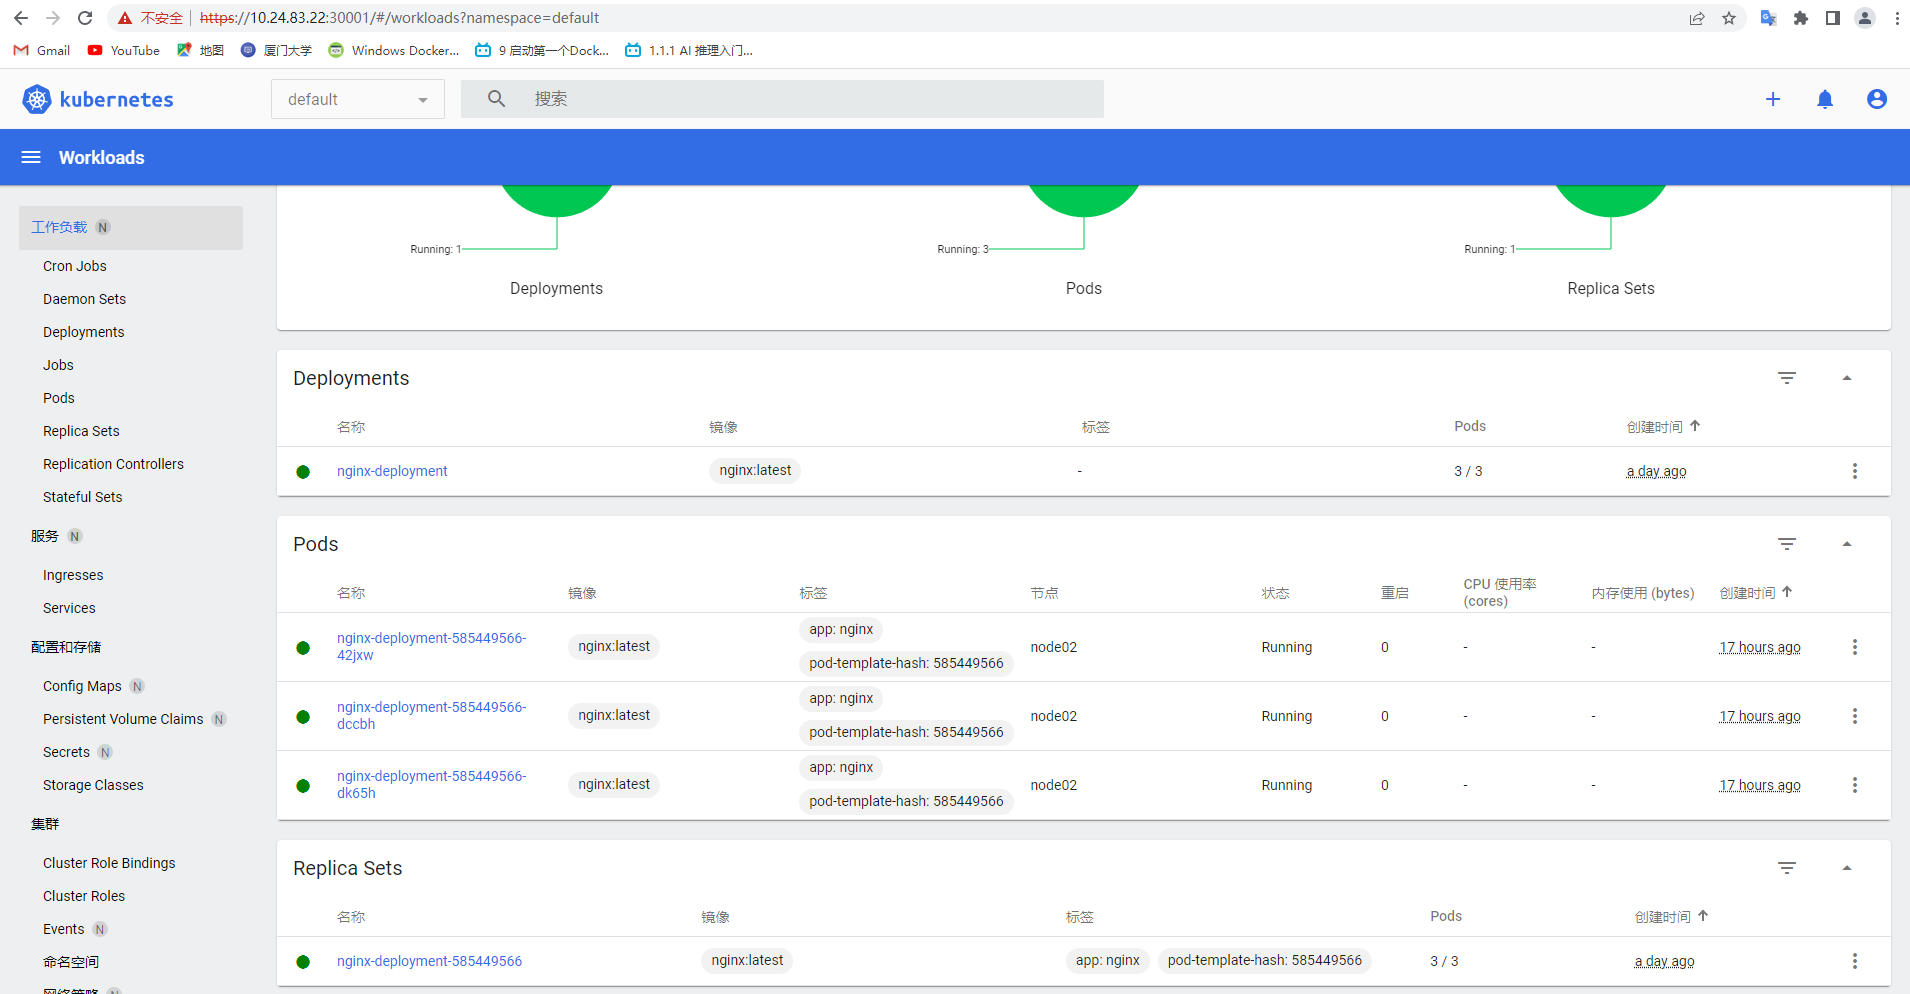 不安全 https://10.24.83.22:30001/#/workloads?namespace=default
Gmail YouTube 地图 厦门大学 Windows Docker... 9 启动第一个Dock... 1.1.1 AI 推理入门...
kubernetes default 搜索
Workloads
工作负载 N
Cron Jobs
Daemon Sets
Deployments
Jobs
Pods
Replica Sets
Replication Controllers
Stateful Sets
服务 N
Ingresses
Services
配置和存储
Config Maps N
Persistent Volume Claims N
Secrets N
Storage Classes
集群
Cluster Role Bindings
Cluster Roles
Events N
命名空间
网络策略 N
Running: 1 Running: 3 Running: 1
Deployments Pods Replica Sets
Deployments
名称 镜像 标签 Pods 创建时间
nginx-deployment nginx:latest - 3 / 3 a day ago
Pods
名称 镜像 标签 节点 状态 重启 CPU 使用率 (cores) 内存使用 (bytes) 创建时间
nginx-deployment-585449566-42jxw nginx:latest app: nginx pod-template-hash: 585449566 node02 Running 0 - - 17 hours ago
nginx-deployment-585449566-dccbh nginx:latest app: nginx pod-template-hash: 585449566 node02 Running 0 - - 17 hours ago
nginx-deployment-585449566-dk65h nginx:latest app: nginx pod-template-hash: 585449566 node02 Running 0 - - 17 hours ago
Replica Sets
名称 镜像 标签 Pods 创建时间
nginx-deployment-585449566 nginx:latest app: nginx pod-template-hash: 585449566 3 / 3 a day ago